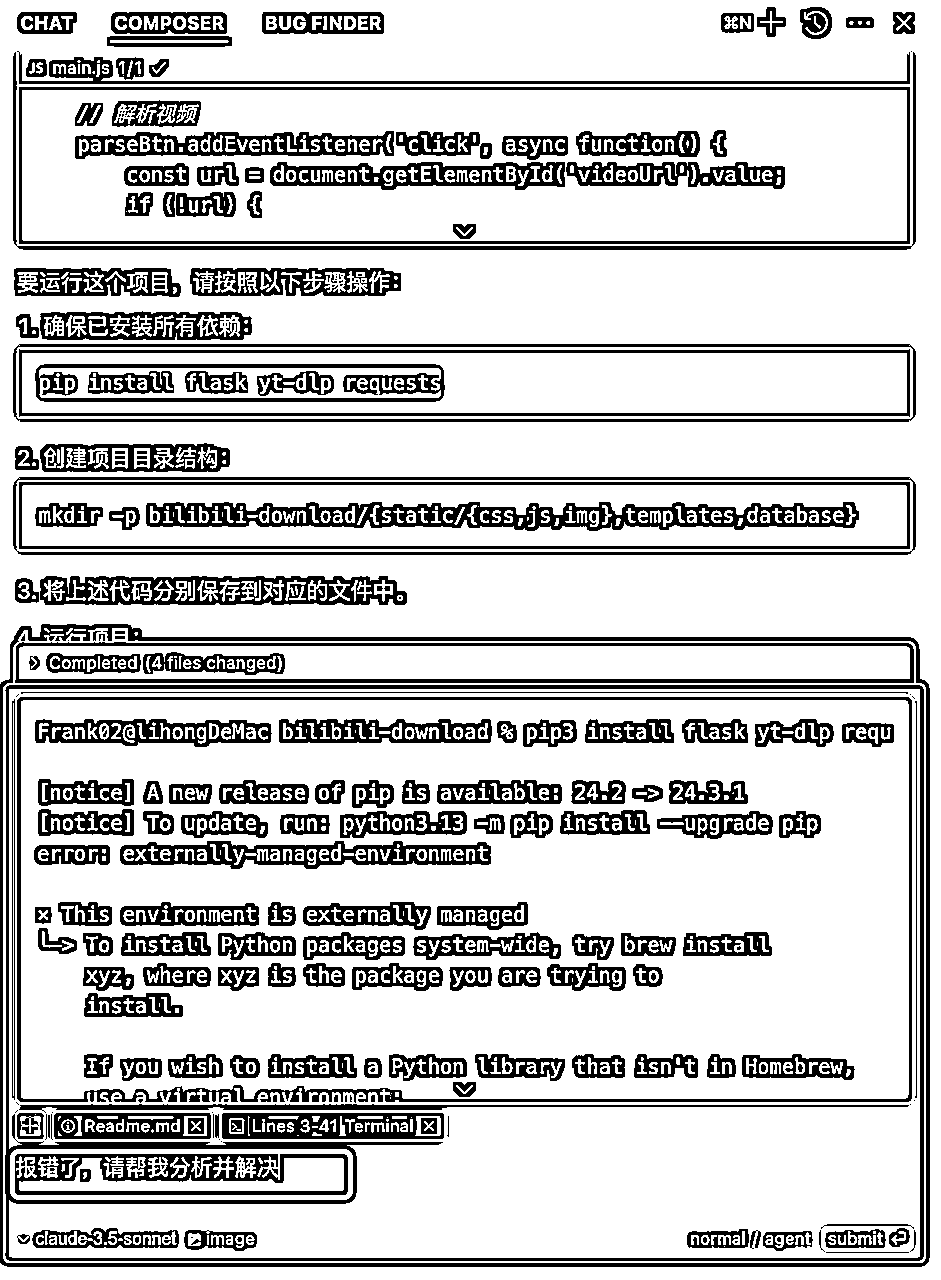 CHAT COMPOSER BUG FINDER ⌘N
JS main.js 1/1 ✓
// 解析视频
parseBtn.addEventListener('click', async function() {
const url = document.getElementById('videoUrl').value;
if (!url) {
要运行这个项目，请按照以下步骤操作：
1. 确保已安装所有依赖：
pip install flask yt-dlp requests
2. 创建项目目录结构：
mkdir -p bilibili-download/{static/{css,js,img},templates,database}
3. 将上述代码分别保存到对应的文件中。
4. 运行项目：
Completed (4 files changed)
Frank02@lihongDeMac bilibili-download % pip3 install flask yt-dlp requ
[notice] A new release of pip is available: 24.2 -> 24.3.1
[notice] To update, run: python3.13 -m pip install --upgrade pip
error: externally-managed-environment
× This environment is externally managed
╰─> To install Python packages system-wide, try brew install
xyz, where xyz is the package you are trying to
install.
If you wish to install a Python library that isn't in Homebrew,
use a virtual environment:
Readme.md Lines 3-41 Terminal
报错了，请帮我分析并解决
claude-3.5-sonnet image normal // agent submit